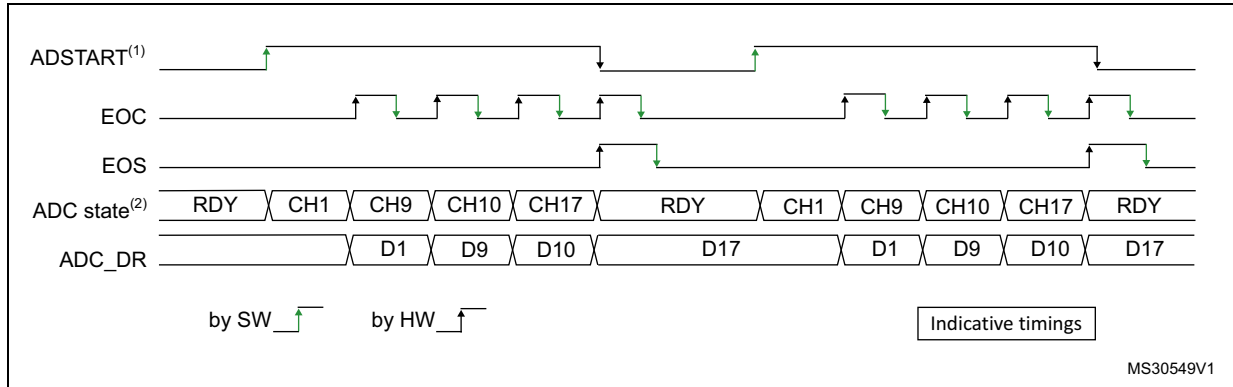 ADSTART(1)
EOC
EOS
ADC state(2) RDY CH1 CH9 CH10 CH17 RDY CH1 CH9 CH10 CH17 RDY
ADC_DR D1 D9 D10 D17 D1 D9 D10 D17
by SW by HW Indicative timings
MS30549V1